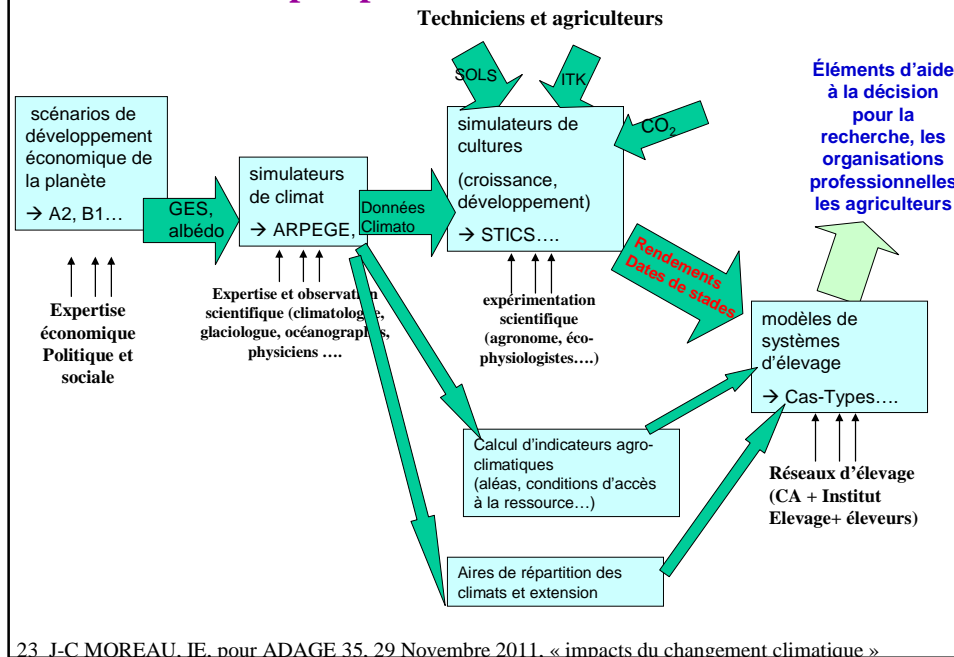 Techniciens et agriculteurs
SOLS
ITK
CO2
scénarios de
développement
économique de
la planète
→ A2, B1…
GES,
albédo
simulateurs
de climat
→ ARPEGE,
Données
Climato
simulateurs de
cultures
(croissance,
développement)
→ STICS….
Éléments d'aide
à la décision
pour la
recherche, les
organisations
professionnelles
les agriculteurs
Rendements
Dates de stades
Expertise
économique
Politique et
sociale
Expertise et observation
scientifique (climatologue,
glaciologue, océanographes,
physiciens ….
expérimentation
scientifique
(agronome, éco-
physiologistes….)
modèles de
systèmes
d'élevage
→ Cas-Types….
Calcul d'indicateurs agro-
climatiques
(aléas, conditions d'accès
à la ressource…)
Réseaux d'élevage
(CA + Institut
Elevage+ éleveurs)
Aires de répartition des
climats et extension
23 J-C MOREAU, IE, pour ADAGE 35, 29 Novembre 2011, « impacts du changement climatique »